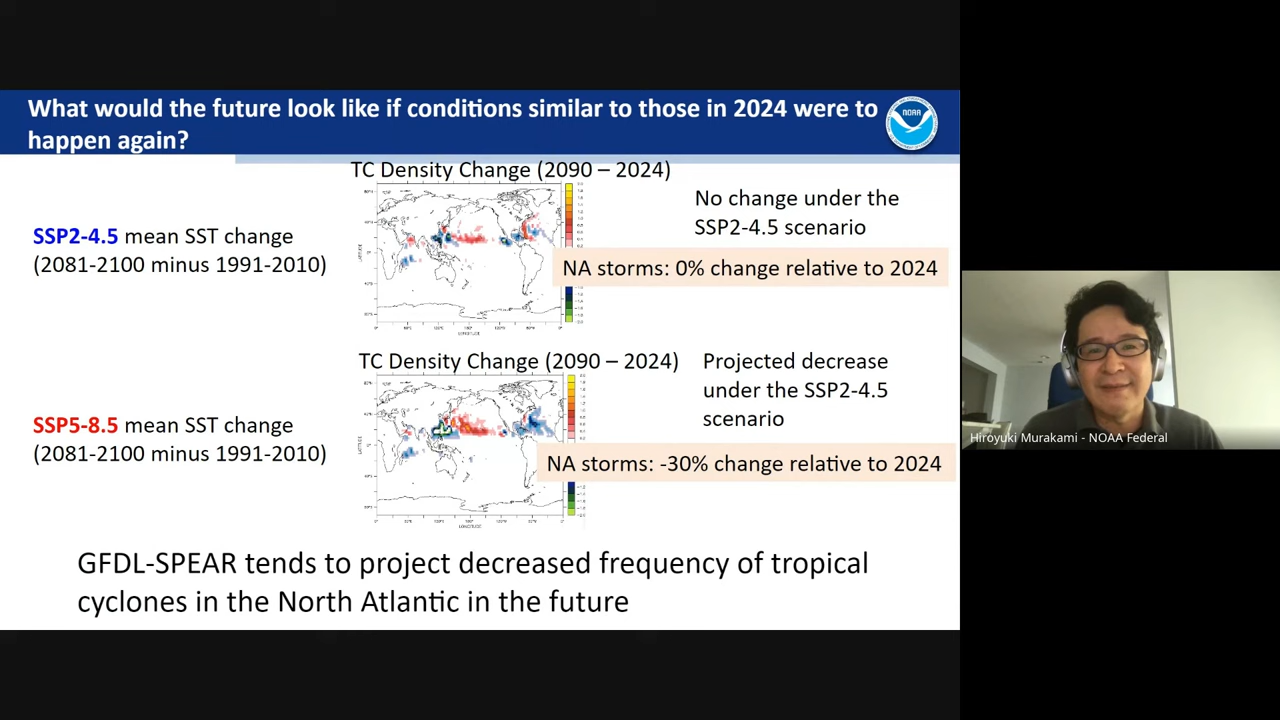 What would the future look like if conditions similar to those in 2024 were to
happen again?
NOAA
TC Density Change (2090 – 2024)
SSP2-4.5 mean SST change
(2081-2100 minus 1991-2010)
No change under the
SSP2-4.5 scenario
NA storms: 0% change relative to 2024
TC Density Change (2090 – 2024)
SSP5-8.5 mean SST change
(2081-2100 minus 1991-2010)
Projected decrease
under the SSP2-4.5
scenario
NA storms: -30% change relative to 2024
GFDL-SPEAR tends to project decreased frequency of tropical
cyclones in the North Atlantic in the future
Hiroyuki Murakami - NOAA Federal